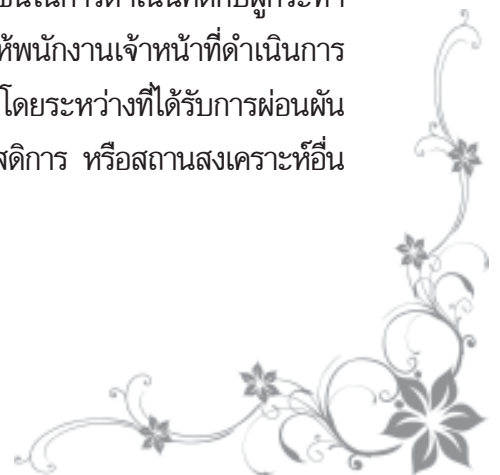 ในการดำเนินคดีกับผู้กระทำ
ห้พนักงานเจ้าหน้าที่ดำเนินการ
โดยระหว่างที่ได้รับการผ่อนผัน
สดิการ หรือสถานสงเคราะห์อื่น